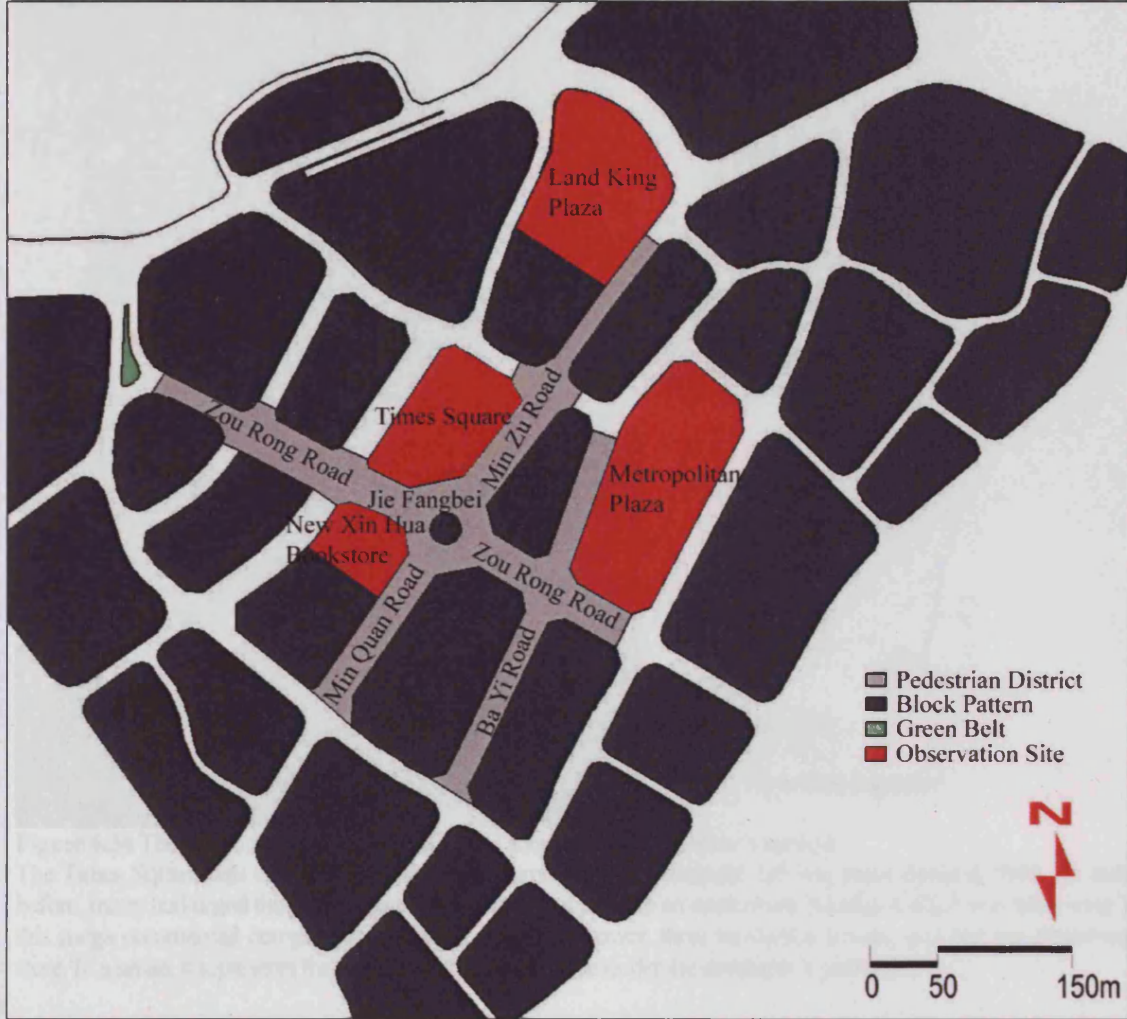 Land King
Plaza
Times Square
Min Zu Road
Zou Rong Road
Metropolitan
Plaza
Jie Fangbei
New Xin Hua
Bookstore
Zou Rong Road
Min Quan Road
Ba Yi Road
Pedestrian District
Block Pattern
Green Belt
Observation Site
N
0 50 150m